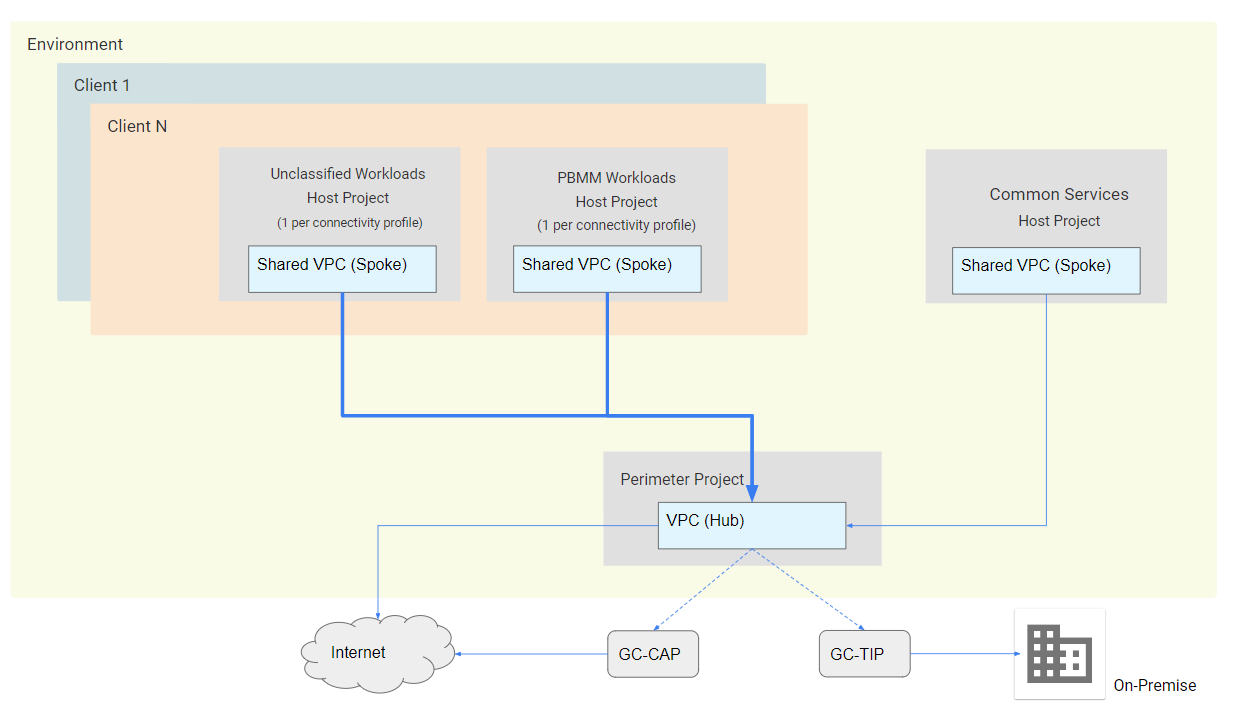 Environment
Client 1
Client N
Unclassified Workloads
Host Project
(1 per connectivity profile)
Shared VPC (Spoke)
PBMM Workloads
Host Project
(1 per connectivity profile)
Shared VPC (Spoke)
Common Services
Host Project
Shared VPC (Spoke)
Perimeter Project
VPC (Hub)
Internet
GC-CAP
GC-TIP
On-Premise